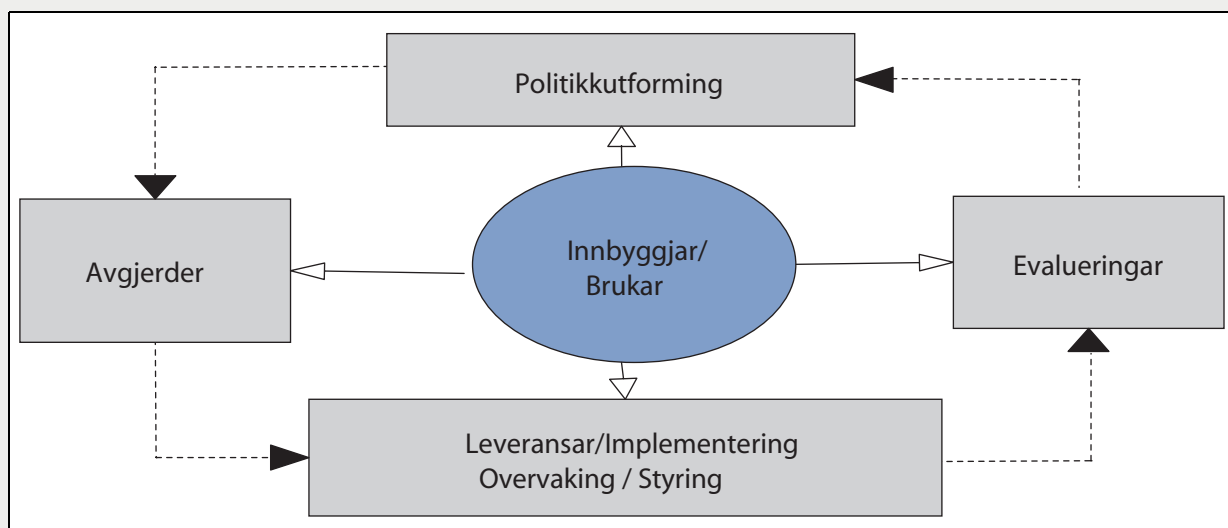 Politikkutforming
Avgjerder
Innbyggjar/
Brukar
Evalueringar
Leveransar/Implementering
Overvaking / Styring